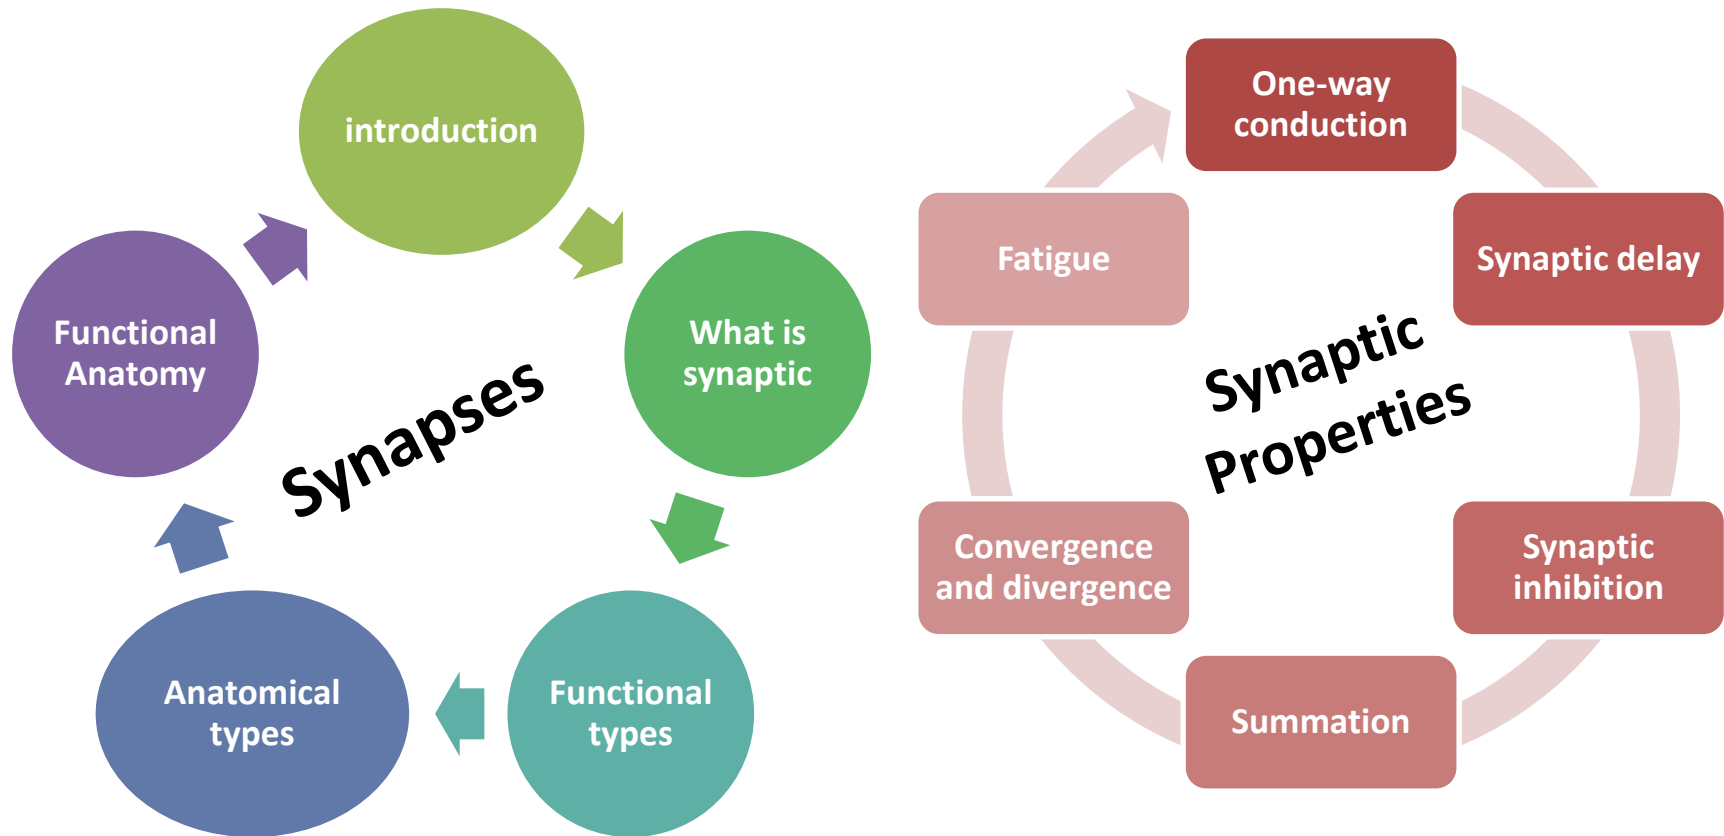 introduction
What is
synaptic
Functional
types
Anatomical
types
Functional
Anatomy
Synapses
One-way
conduction
Synaptic delay
Synaptic
inhibition
Summation
Convergence
and divergence
Fatigue
Synaptic
Properties